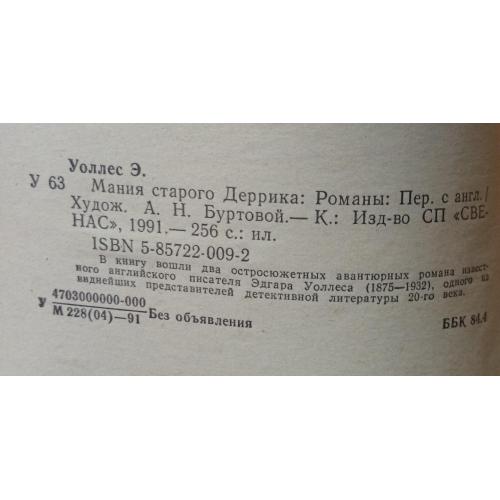 Уоллес Э.
У 63
Мания старого Деррика: Романы: Пер. с англ./
Худож. А. Н. Буртовой.— К.: Изд-во СП «СВЕ-
НАС», 1991.— 256 с.: ил.
ISBN 5-85722-009-2
В книгу вошли два остросюжетных авантюрных романа извест-
ного английского писателя Эдгара Уоллеса (1875—1932), одного из
виднейших представителей детективной литературы 20-го века.
У 4703000000-000
М 228(04)—91 Без объявления
ББК 84.4